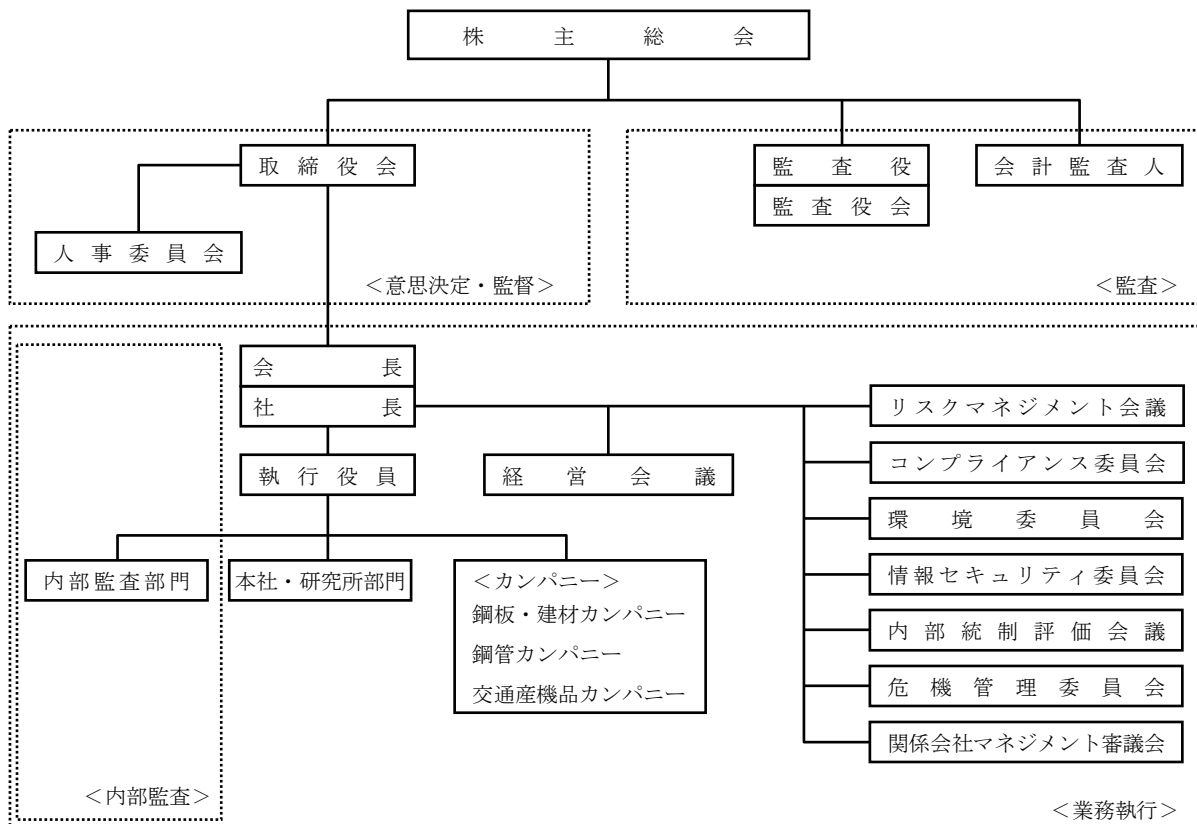 株主総会
取締役会
監査役
会計監査人
監査役会
人事委員会
＜意思決定・監督＞
＜監査＞
会長
社長
リスクマネジメント会議
コンプライアンス委員会
執行役員
経営会議
環境委員会
内部監査部門
本社・研究所部門
＜カンパニー＞
鋼板・建材カンパニー
鋼管カンパニー
交通産機品カンパニー
情報セキュリティ委員会
内部統制評価会議
危機管理委員会
関係会社マネジメント審議会
＜内部監査＞
＜業務執行＞